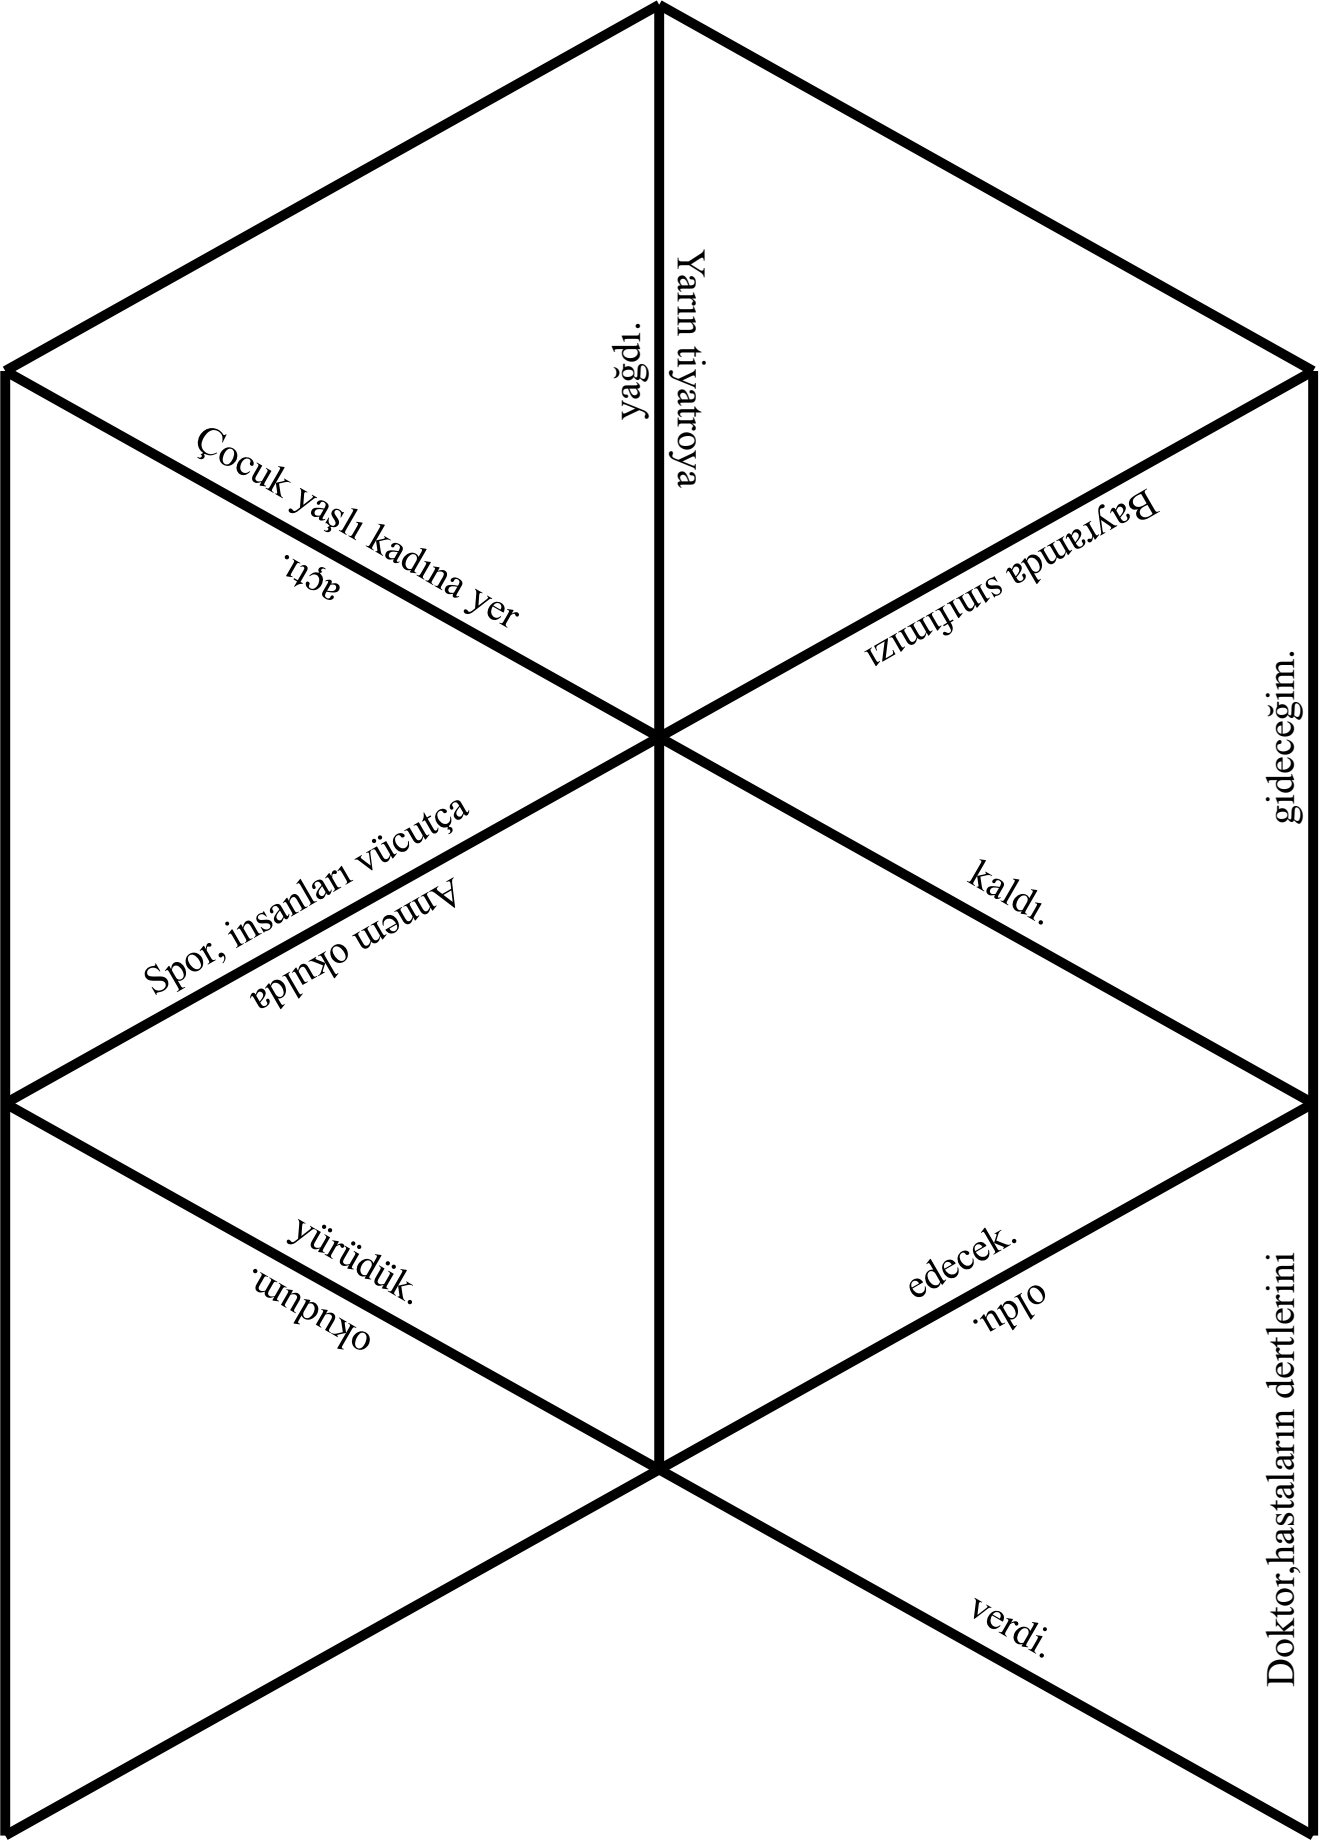 Yarın tiyatroya
yağdı.
Çocuk yaşlı kadına yer
açtı.
Bayramda sınıfımızı
gideceğim.
Spor, insanları vücutça
Annem okulda
kaldı.
yürüdük.
okudum.
edecek.
oldu.
Doktor,hastaların dertlerini
verdi.